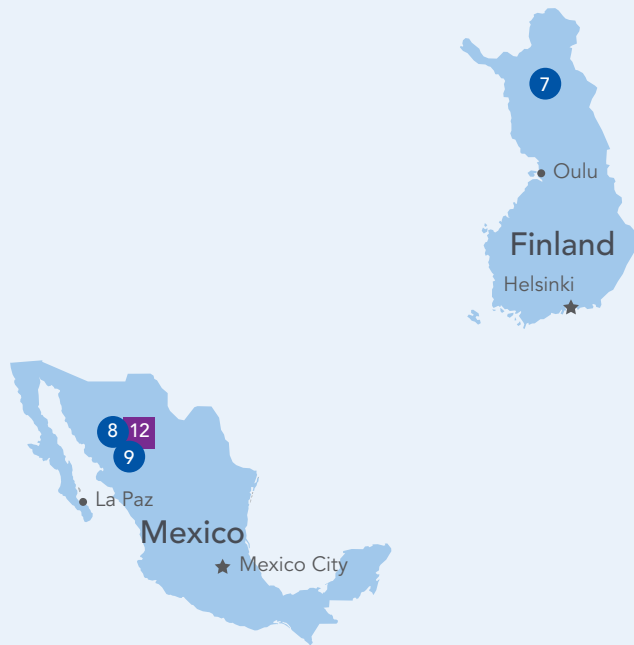 7
Oulu
Finland
Helsinki
8 12
9
La Paz
Mexico
Mexico City